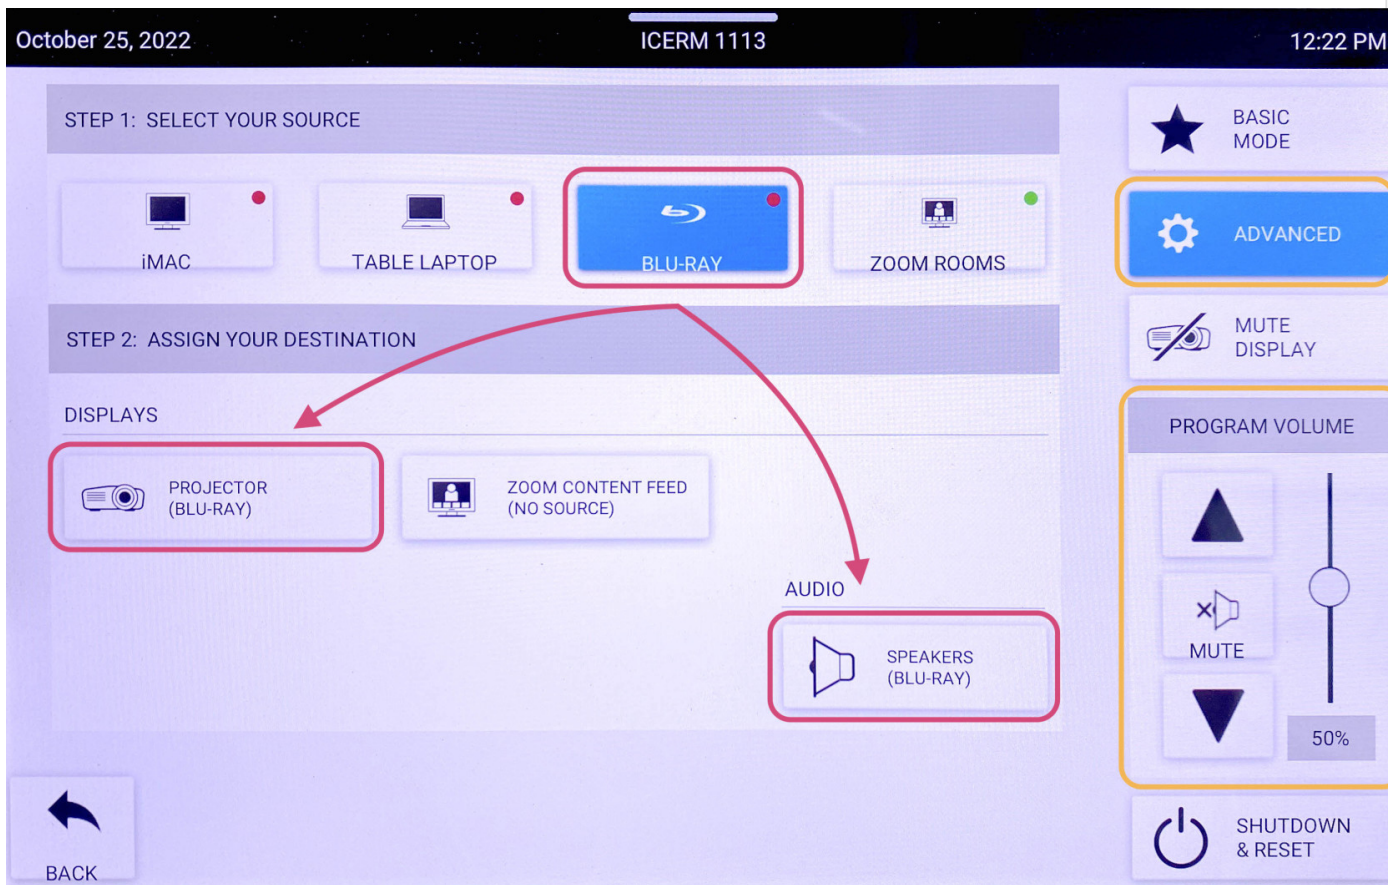 October 25, 2022
ICERM 1113
12:22 PM
STEP 1: SELECT YOUR SOURCE
iMAC
TABLE LAPTOP
BLU-RAY
ZOOM ROOMS
STEP 2: ASSIGN YOUR DESTINATION
DISPLAYS
PROJECTOR
(BLU-RAY)
ZOOM CONTENT FEED
(NO SOURCE)
AUDIO
SPEAKERS
(BLU-RAY)
BACK
BASIC
MODE
ADVANCED
MUTE
DISPLAY
PROGRAM VOLUME
MUTE
50%
SHUTDOWN
& RESET